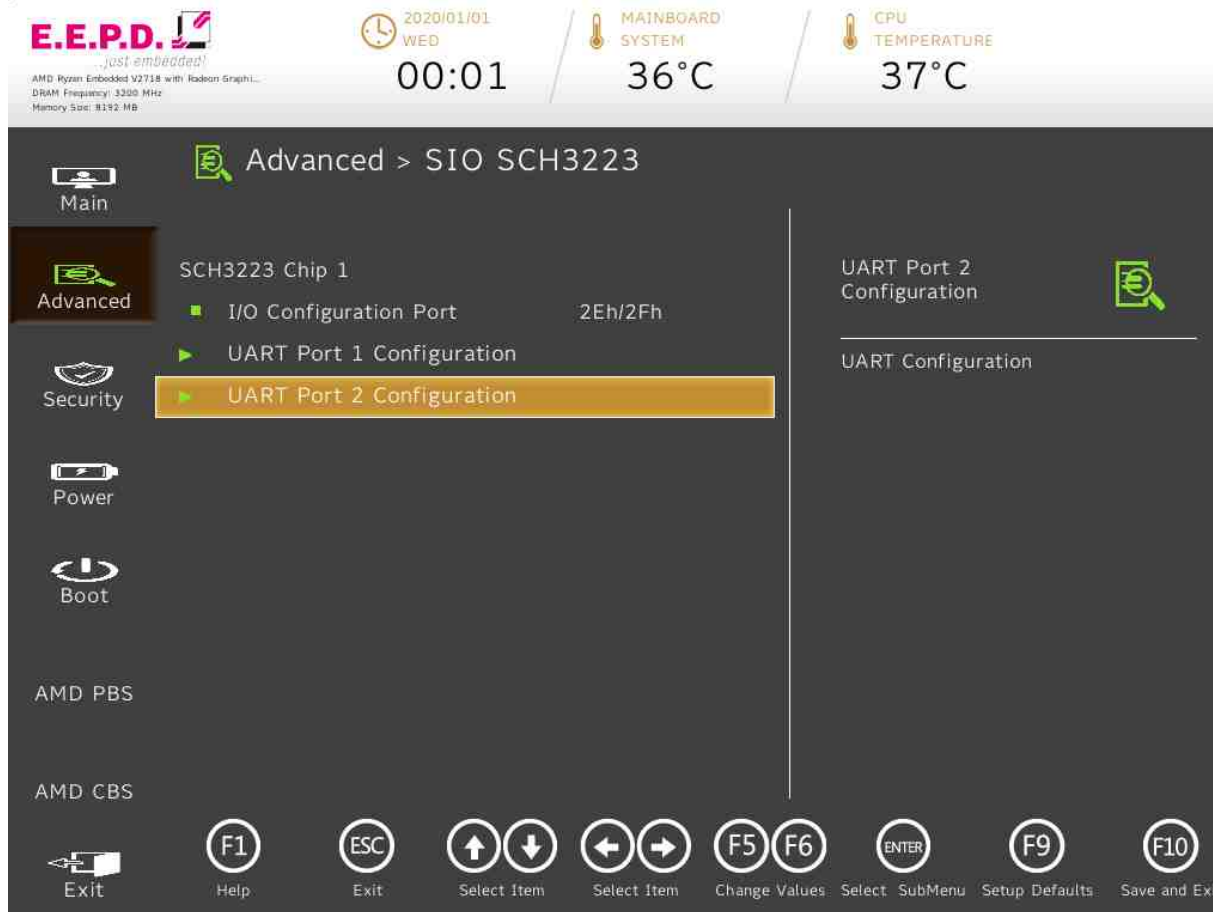 E.E.P.D.
...just embedded!
AMD Ryzen Embedded V2718 with Radeon Graphi...
DRAM Frequency: 3200 MHz
Memory Size: 8192 MB
2020/01/01
WED
00:01
MAINBOARD
SYSTEM
36°C
CPU
TEMPERATURE
37°C
Advanced > SIO SCH3223
Main
Advanced
Security
Power
Boot
AMD PBS
AMD CBS
Exit
SCH3223 Chip 1
I/O Configuration Port 2Eh/2Fh
UART Port 1 Configuration
UART Port 2 Configuration
UART Port 2
Configuration
UART Configuration
F1 ESC F5 F6 ENTER F9 F10
Help Exit Select Item Select Item Change Values Select SubMenu Setup Defaults Save and Ex